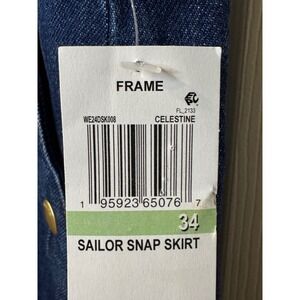 FRAME
FL_2133
WE24DSK008 CELESTINE
1 95923 65076 7
34
SAILOR SNAP SKIRT